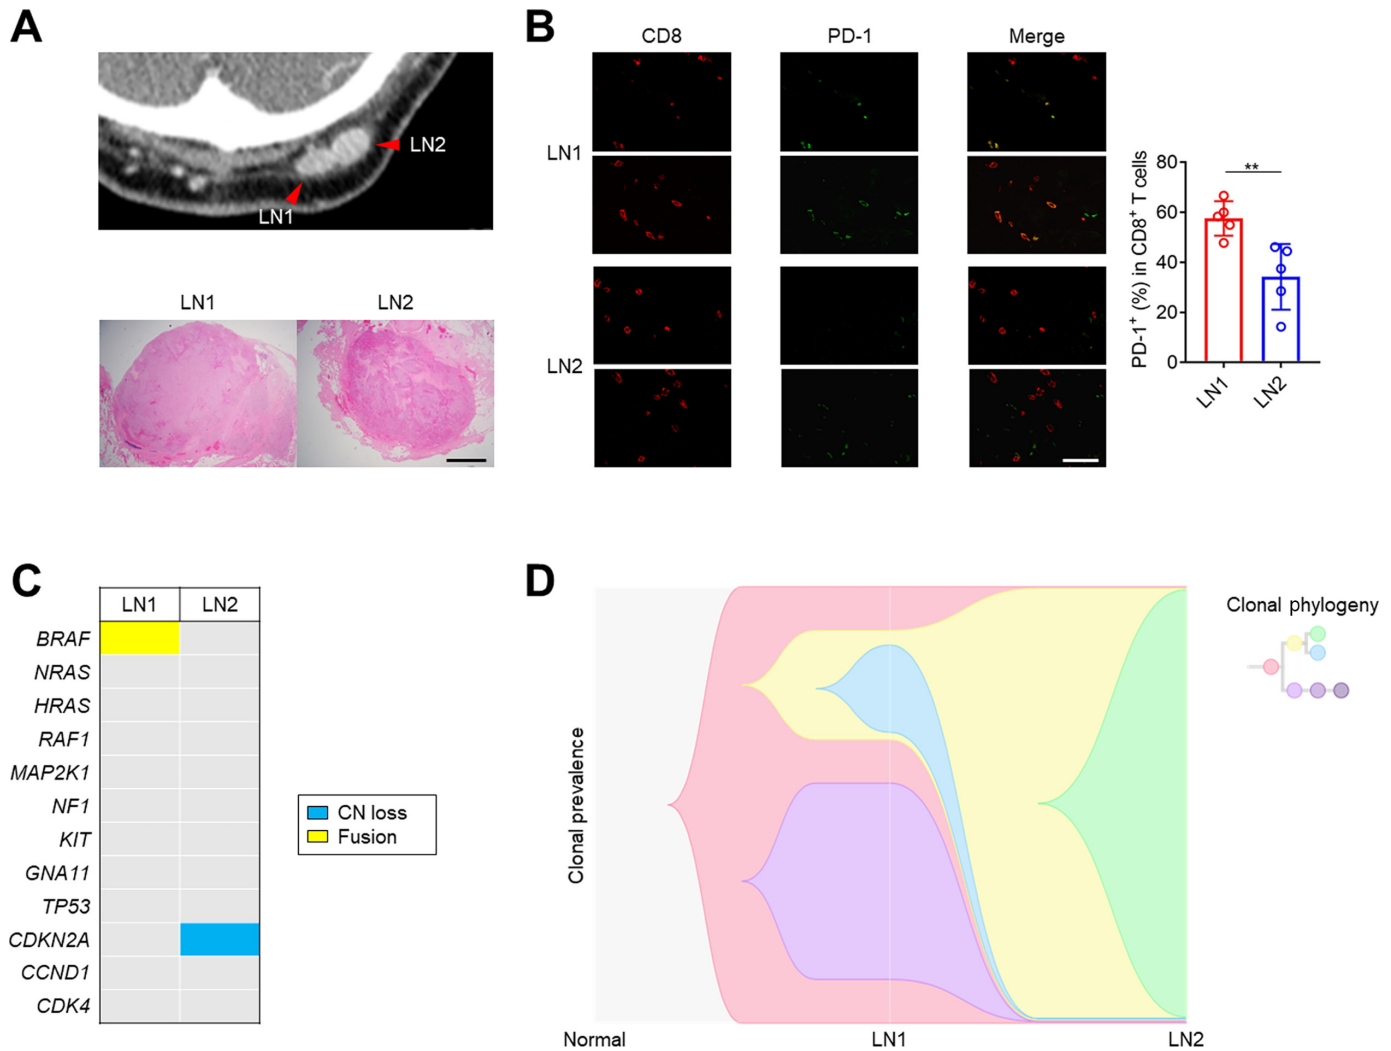 A
LN2
LN1
LN1 LN2
B
CD8 PD-1 Merge
LN1
LN2
PD-1+ (%) in CD8+ T cells
80
60
40
20
0
**
LN1 LN2
C
LN1 LN2
BRAF
NRAS
HRAS
RAF1
MAP2K1
NF1
KIT
GNA11
TP53
CDKN2A
CCND1
CDK4
CN loss
Fusion
D
Clonal prevalence
Normal LN1 LN2
Clonal phylogeny